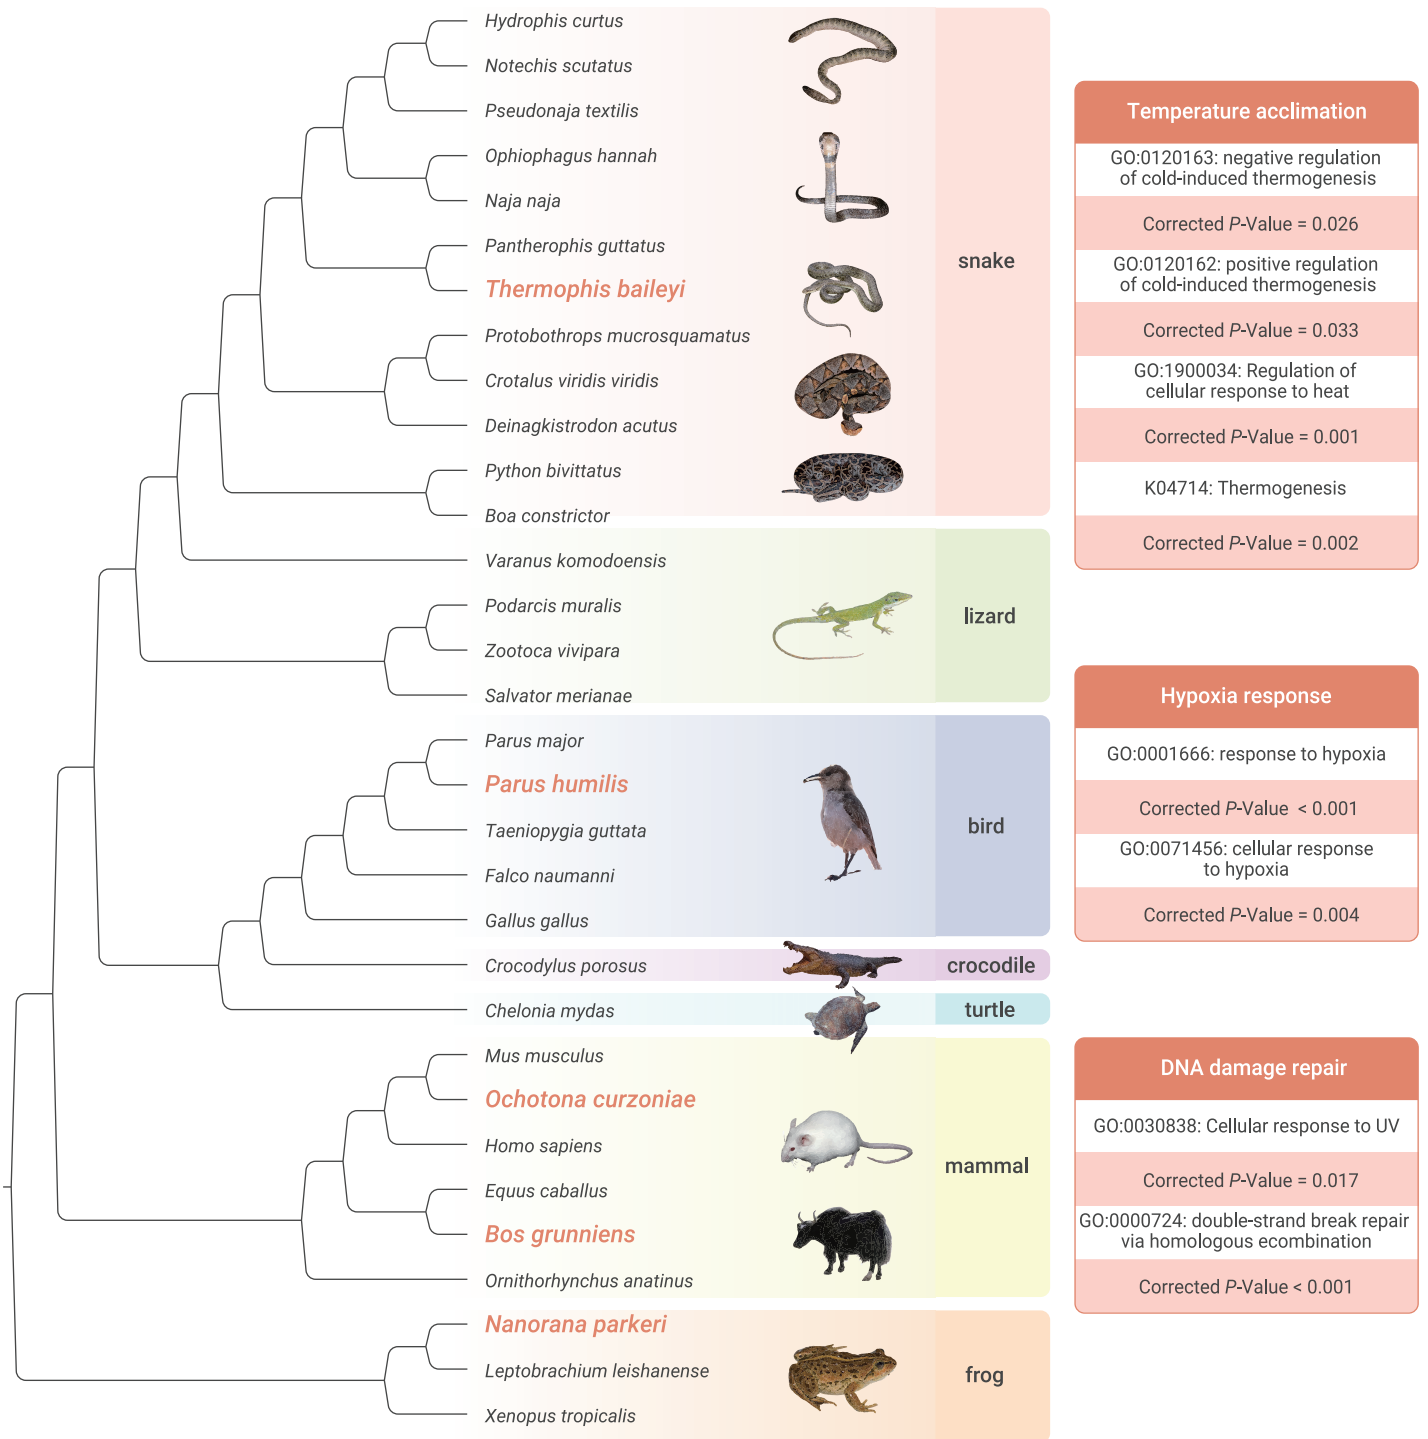 Hydrophis curtus
Notechis scutatus
Pseudonaja textilis
Ophiophagus hannah
Naja naja
Pantherophis guttatus
Thermophis baileyi
Protobothrops mucrosquamatus
Crotalus viridis viridis
Deinagkistrodon acutus
Python bivittatus
Boa constrictor
snake
Varanus komodoensis
Podarcis muralis
Zootoca vivipara
Salvator merianae
lizard
Parus major
Parus humilis
Taeniopygia guttata
Falco naumanni
Gallus gallus
bird
Crocodylus porosus
crocodile
Chelonia mydas
turtle
Mus musculus
Ochotona curzoniae
Homo sapiens
Equus caballus
Bos grunniens
Ornithorhynchus anatinus
mammal
Nanorana parkeri
Leptobrachium leishanense
Xenopus tropicalis
frog
Temperature acclimation
GO:0120163: negative regulation
of cold-induced thermogenesis
Corrected P-Value = 0.026
GO:0120162: positive regulation
of cold-induced thermogenesis
Corrected P-Value = 0.033
GO:1900034: Regulation of
cellular response to heat
Corrected P-Value = 0.001
K04714: Thermogenesis
Corrected P-Value = 0.002
Hypoxia response
GO:0001666: response to hypoxia
Corrected P-Value < 0.001
GO:0071456: cellular response
to hypoxia
Corrected P-Value = 0.004
DNA damage repair
GO:0030838: Cellular response to UV
Corrected P-Value = 0.017
GO:0000724: double-strand break repair
via homologous ecombination
Corrected P-Value < 0.001